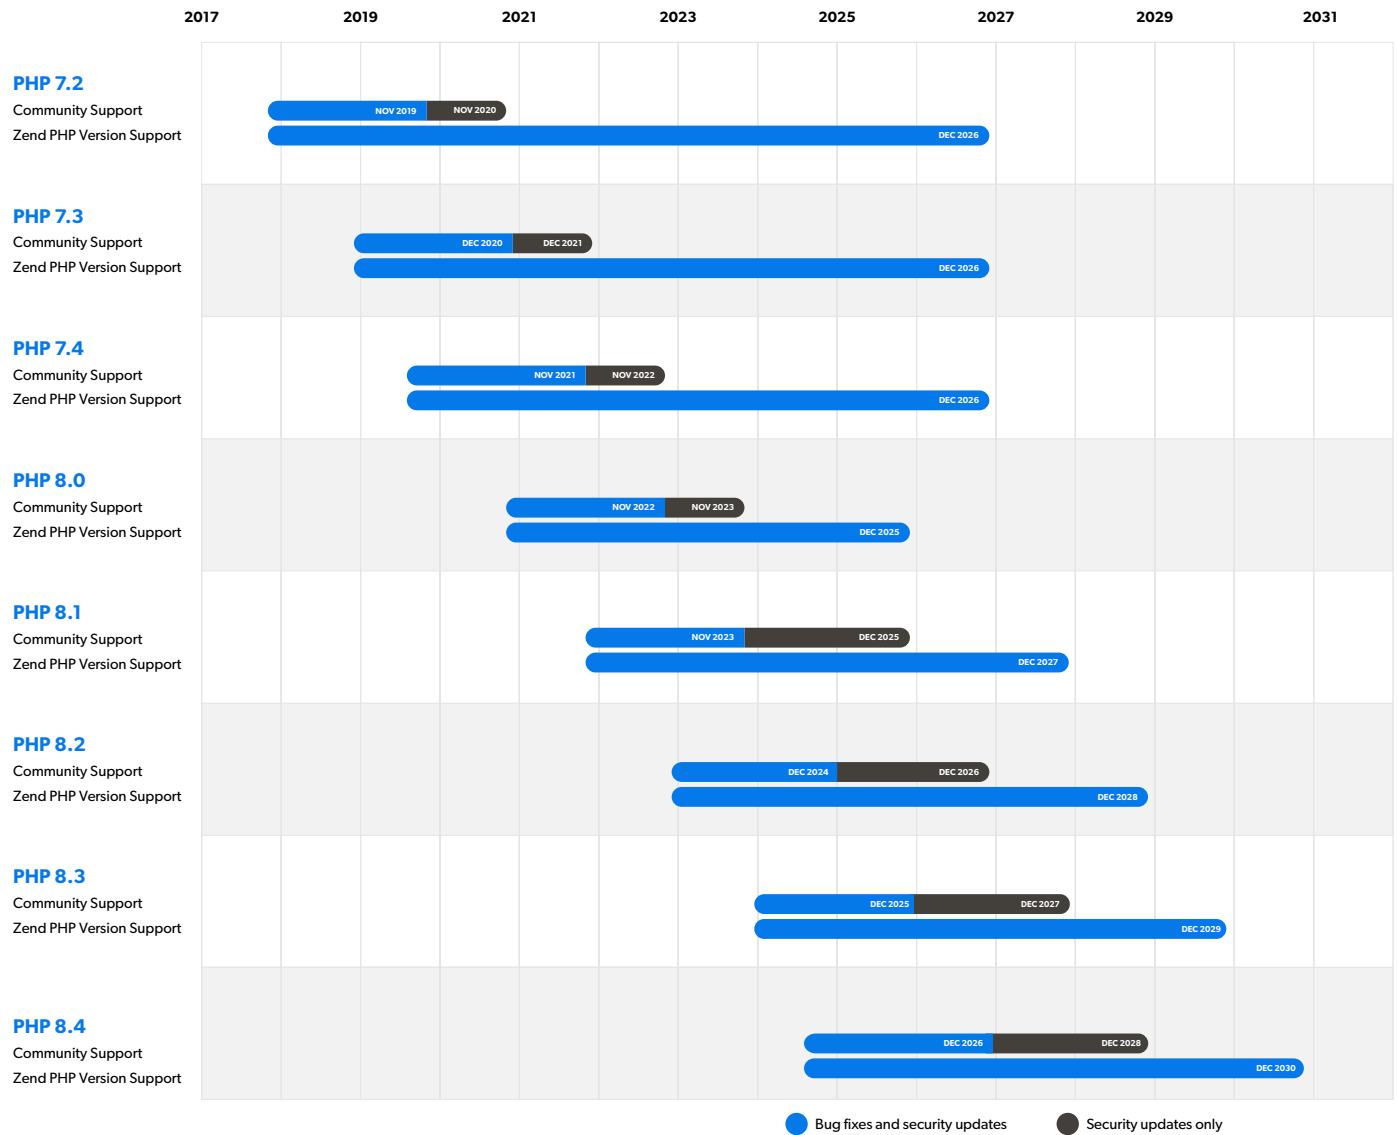 2017 2019 2021 2023 2025 2027 2029 2031
PHP 7.2
Community Support NOV 2019 NOV 2020
Zend PHP Version Support DEC 2026
PHP 7.3
Community Support DEC 2020 DEC 2021
Zend PHP Version Support DEC 2026
PHP 7.4
Community Support NOV 2021 NOV 2022
Zend PHP Version Support DEC 2026
PHP 8.0
Community Support NOV 2022 NOV 2023
Zend PHP Version Support DEC 2025
PHP 8.1
Community Support NOV 2023 DEC 2025
Zend PHP Version Support DEC 2027
PHP 8.2
Community Support DEC 2024 DEC 2026
Zend PHP Version Support DEC 2028
PHP 8.3
Community Support DEC 2025 DEC 2027
Zend PHP Version Support DEC 2029
PHP 8.4
Community Support DEC 2026 DEC 2028
Zend PHP Version Support DEC 2030
Bug fixes and security updates Security updates only